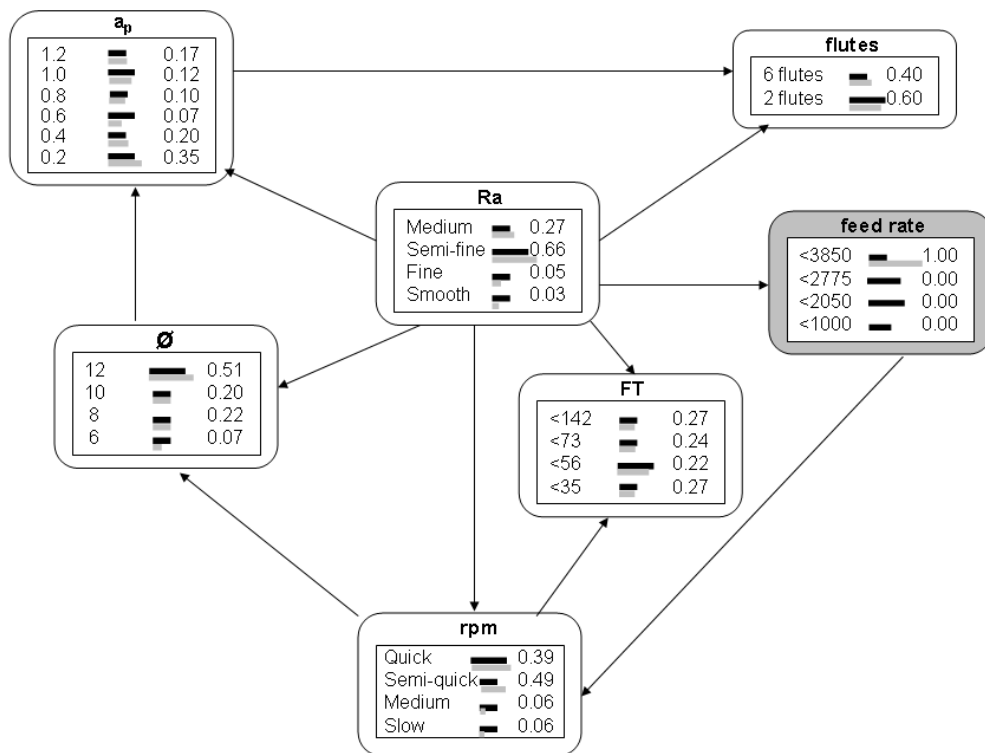 aₚ
1.2 0.17
1.0 0.12
0.8 0.10
0.6 0.07
0.4 0.20
0.2 0.35
flutes
6 flutes 0.40
2 flutes 0.60
Ra
Medium 0.27
Semi-fine 0.66
Fine 0.05
Smooth 0.03
feed rate
<3850 1.00
<2775 0.00
<2050 0.00
<1000 0.00
Ø
12 0.51
10 0.20
8 0.22
6 0.07
FT
<142 0.27
<73 0.24
<56 0.22
<35 0.27
rpm
Quick 0.39
Semi-quick 0.49
Medium 0.06
Slow 0.06